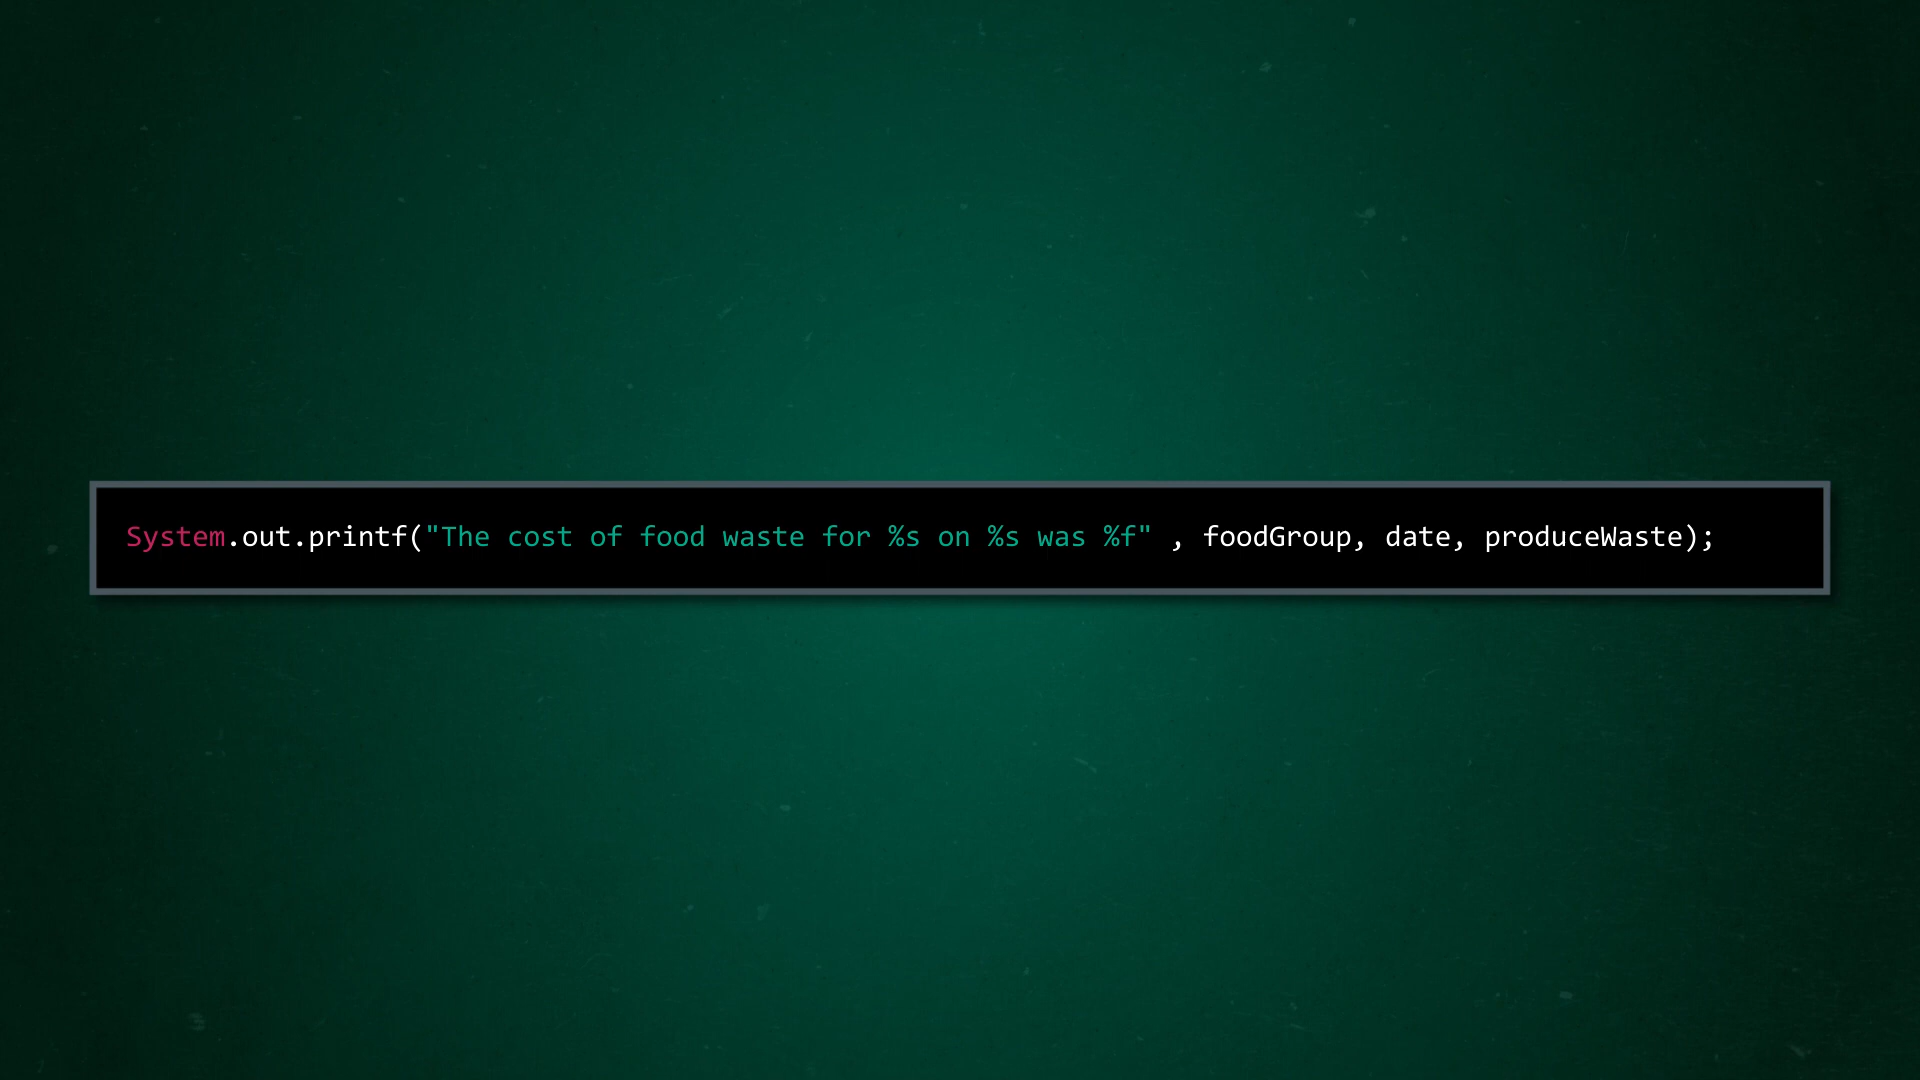 System.out.printf("The cost of food waste for %s on %s was %f" , foodGroup, date, produceWaste);